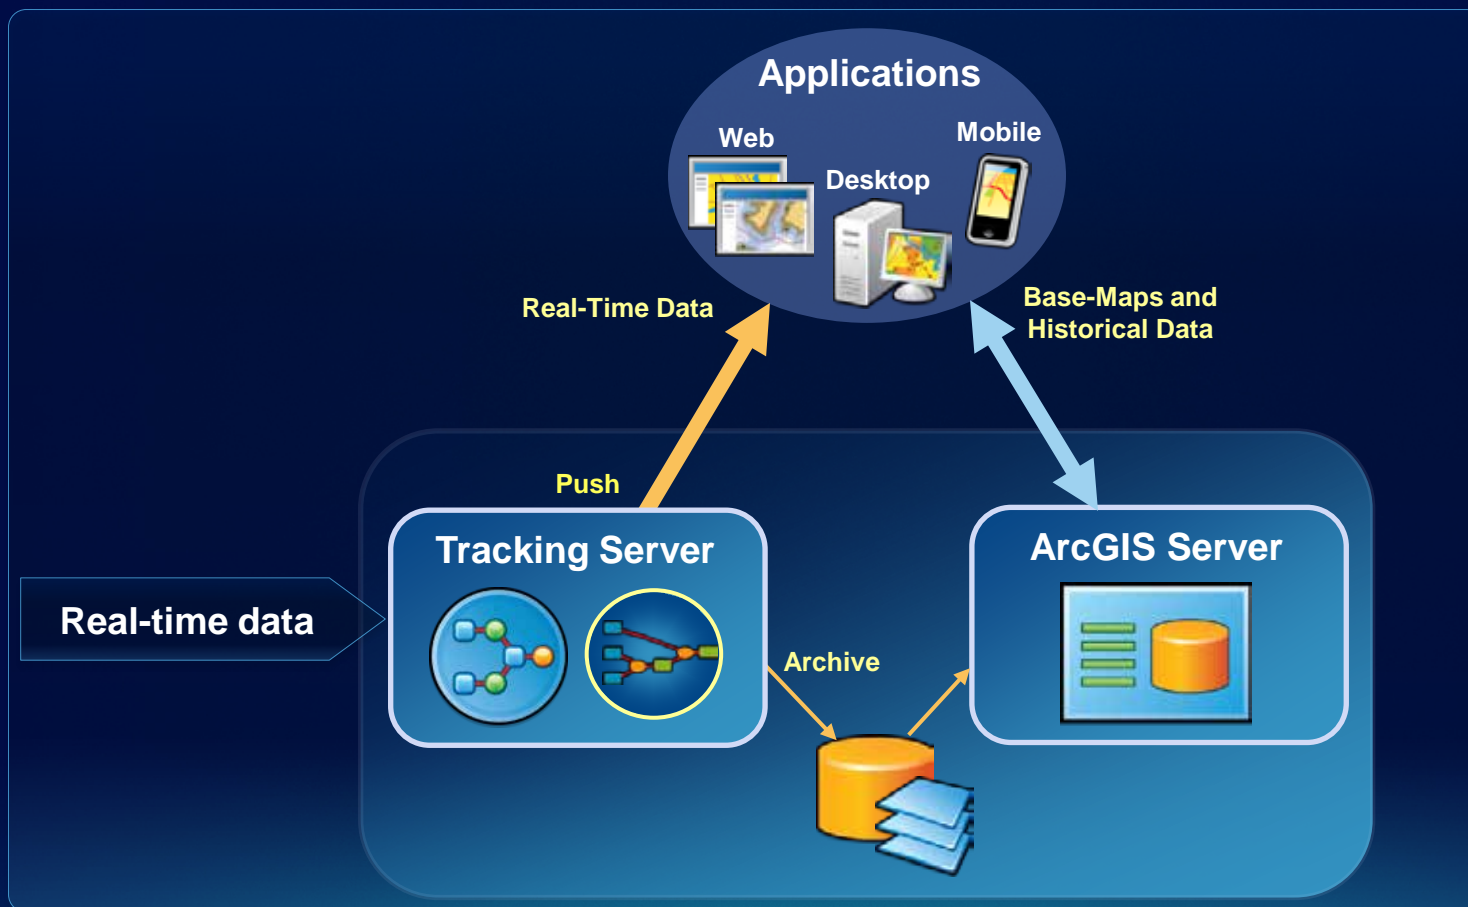 Applications
Web
Mobile
Desktop
Real-Time Data
Base-Maps and
Historical Data
Push
Tracking Server
ArcGIS Server
Real-time data
Archive